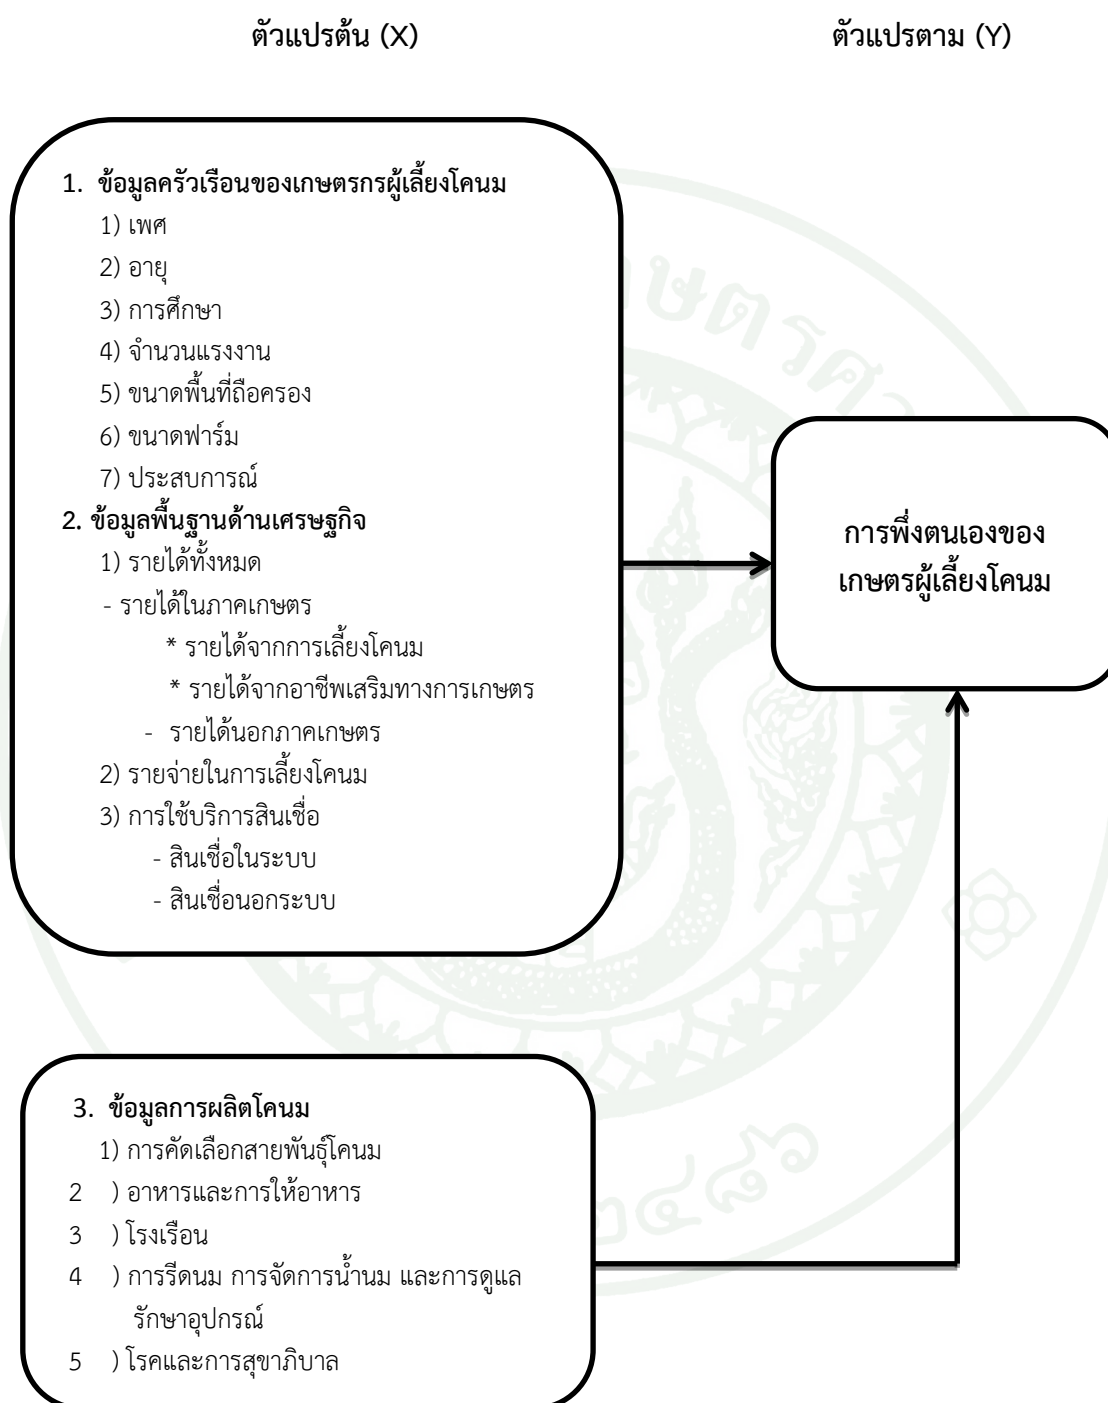 ตัวแปรต้น (X)
ตัวแปรตาม (Y)
1. ข้อมูลครัวเรือนของเกษตรกรผู้เลี้ยงโคนม
1) เพศ
2) อายุ
3) การศึกษา
4) จำนวนแรงงาน
5) ขนาดพื้นที่ถือครอง
6) ขนาดฟาร์ม
7) ประสบการณ์
2. ข้อมูลพื้นฐานด้านเศรษฐกิจ
1) รายได้ทั้งหมด
- รายได้ในภาคเกษตร
* รายได้จากการเลี้ยงโคนม
* รายได้จากอาชีพเสริมทางการเกษตร
- รายได้นอกภาคเกษตร
2) รายจ่ายในการเลี้ยงโคนม
3) การใช้บริการสินเชื่อ
- สินเชื่อในระบบ
- สินเชื่อนอกระบบ
การพึ่งตนเองของ
เกษตรผู้เลี้ยงโคนม
3. ข้อมูลการผลิตโคนม
1) การคัดเลือกสายพันธุ์โคนม
2 ) อาหารและการให้อาหาร
3 ) โรงเรือน
4 ) การรีดนม การจัดการน้ำนม และการดูแล
รักษาอุปกรณ์
5 ) โรคและการสุขาภิบาล